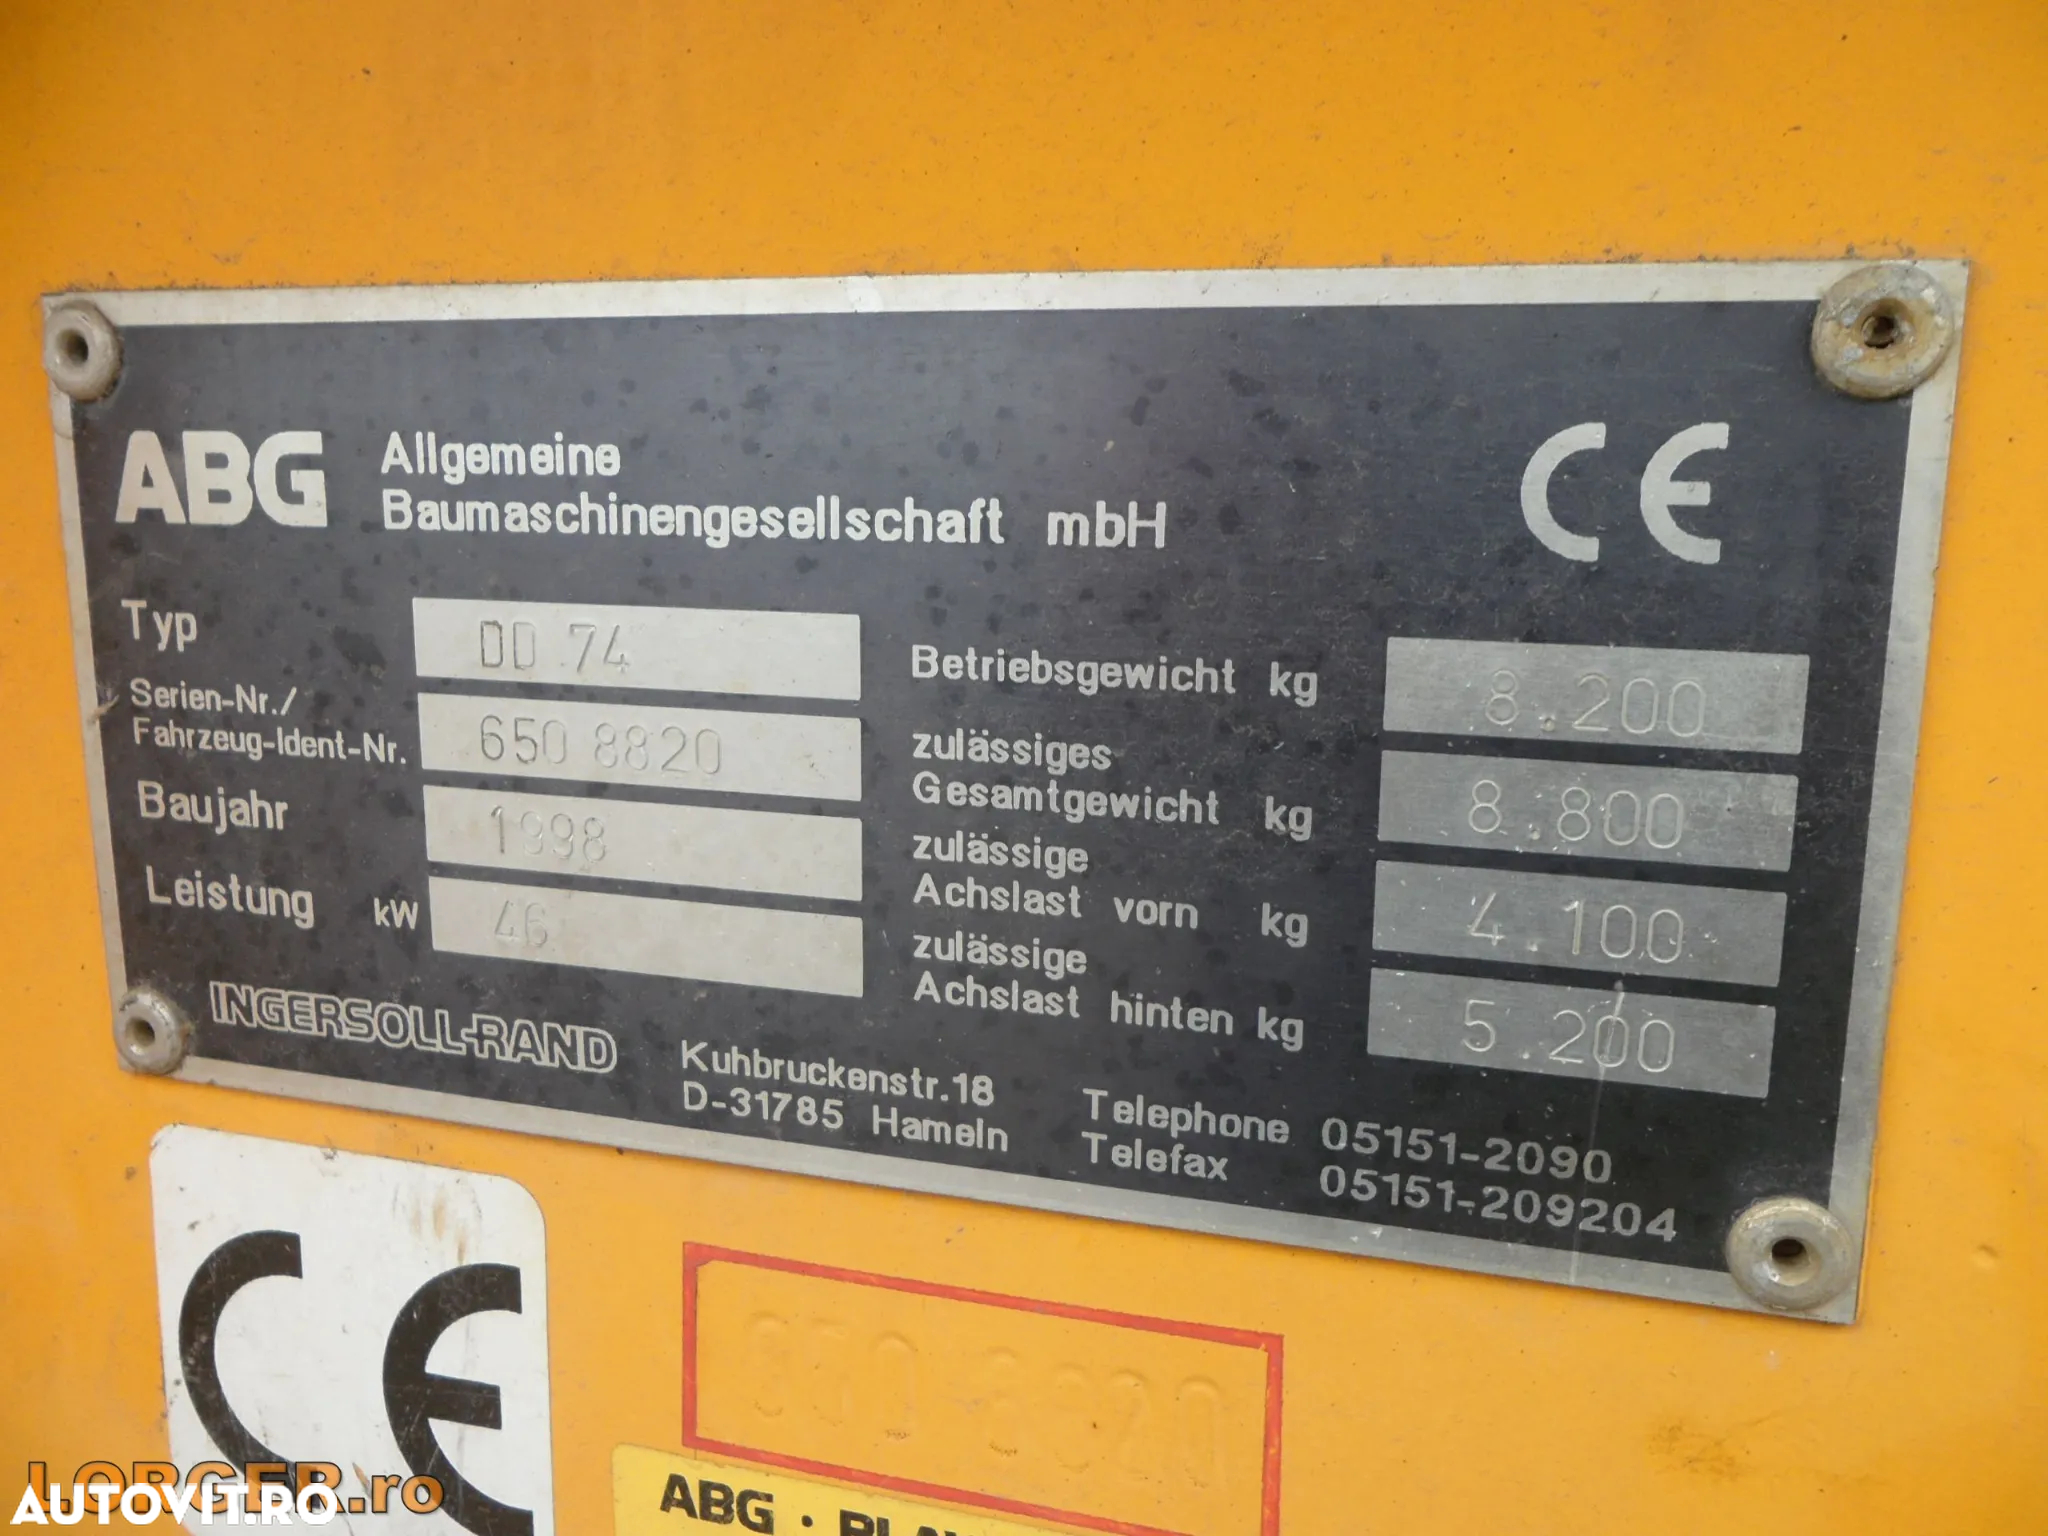 ABG Allgemeine
Baumaschinengesellschaft mbH
CE
Typ DD 74
Serien-Nr./
Fahrzeug-Ident-Nr. 650 8820
Baujahr 1998
Leistung kW 46
Betriebsgewicht kg 8.200
zulässiges
Gesamtgewicht kg 8.800
zulässige
Achslast vorn kg 4.100
zulässige
Achslast hinten kg 5.200
INGERSOLL-RAND
Kuhbruckenstr.18
D-31785 Hameln
Telephone 05151-2090
Telefax 05151-209204
CE
ABG ·
LORGER.ro
AUTOVIT.RO